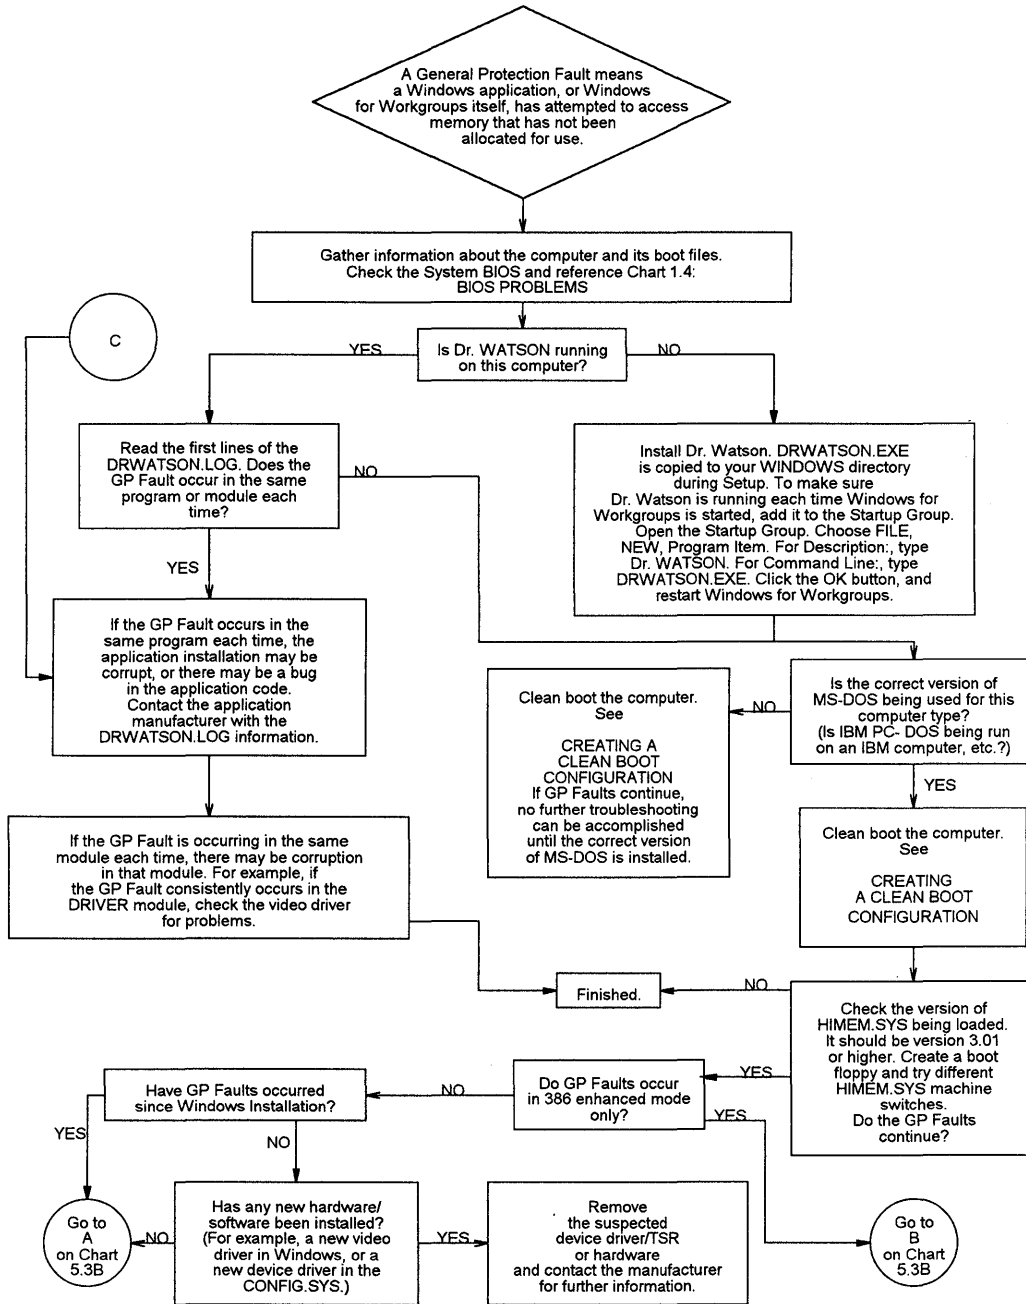 A General Protection Fault means
a Windows application, or Windows
for Workgroups itself, has attempted to access
memory that has not been
allocated for use.
Gather information about the computer and its boot files.
Check the System BIOS and reference Chart 1.4:
BIOS PROBLEMS
C
YES
Is Dr. WATSON running
on this computer?
NO
Read the first lines of the
DRWATSON.LOG. Does the
GP Fault occur in the same
program or module each
time?
NO
YES
Install Dr. Watson. DRWATSON.EXE
is copied to your WINDOWS directory
during Setup. To make sure
Dr. Watson is running each time Windows for
Workgroups is started, add it to the Startup Group.
Open the Startup Group. Choose FILE,
NEW, Program Item. For Description:, type
Dr. WATSON. For Command Line:, type
DRWATSON.EXE. Click the OK button, and
restart Windows for Workgroups.
If the GP Fault occurs in the
same program each time, the
application installation may be
corrupt, or there may be a bug
in the application code.
Contact the application
manufacturer with the
DRWATSON.LOG information.
Clean boot the computer.
See
CREATING A
CLEAN BOOT
CONFIGURATION
If GP Faults continue,
no further troubleshooting
can be accomplished
until the correct version
of MS-DOS is installed.
NO
Is the correct version of
MS-DOS being used for this
computer type?
(Is IBM PC- DOS being run
on an IBM computer, etc.?)
YES
If the GP Fault is occurring in the same
module each time, there may be corruption
in that module. For example, if
the GP Fault consistently occurs in the
DRIVER module, check the video driver
for problems.
Clean boot the computer.
See
CREATING
A CLEAN BOOT
CONFIGURATION
Finished.
NO
Check the version of
HIMEM.SYS being loaded.
It should be version 3.01
or higher. Create a boot
floppy and try different
HIMEM.SYS machine
switches.
Do the GP Faults
continue?
YES
Do GP Faults occur
in 386 enhanced mode
only?
NO
YES
Have GP Faults occurred
since Windows Installation?
YES
NO
Go to
A
on Chart
5.3B
NO
Has any new hardware/
software been installed?
(For example, a new video
driver in Windows, or a
new device driver in the
CONFIG.SYS.)
YES
Remove
the suspected
device driver/TSR
or hardware
and contact the manufacturer
for further information.
Go to
B
on Chart
5.3B